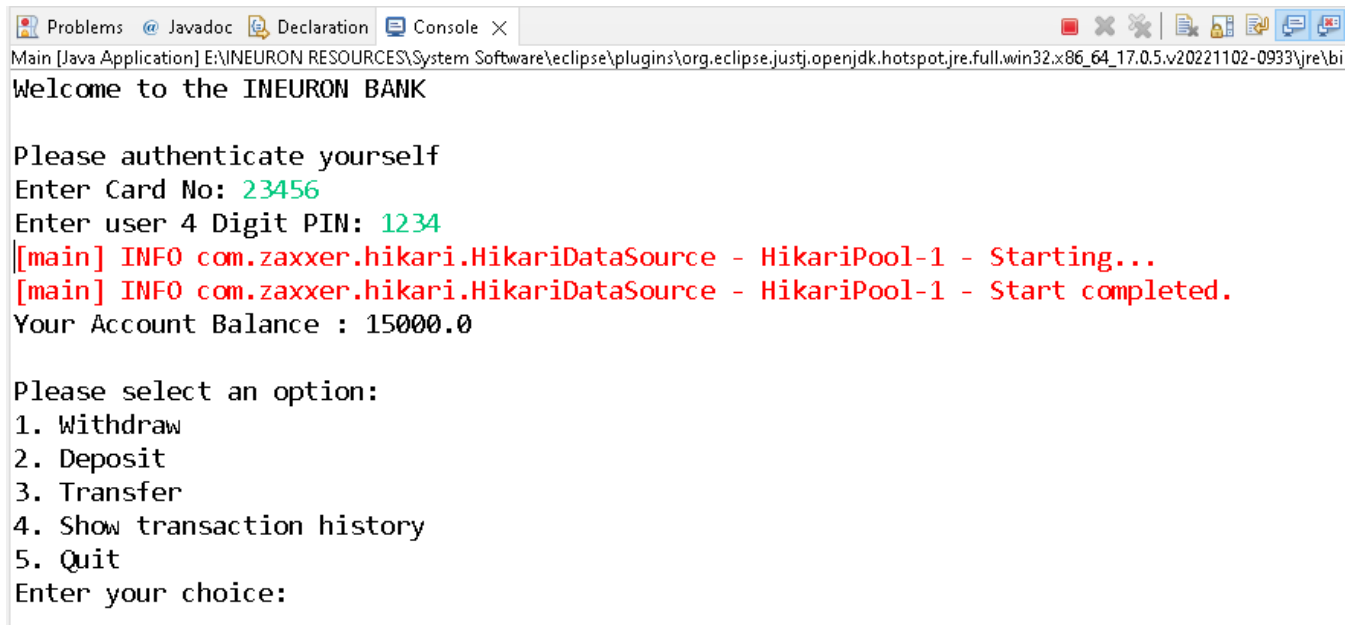 Problems @ Javadoc Declaration Console
Main [Java Application] E:\INEURON RESOURCES\System Software\eclipse\plugins\org.eclipse.justj.openjdk.hotspot.jre.full.win32.x86_64_17.0.5.v20221102-0933\jre\bi
Welcome to the INEURON BANK
Please authenticate yourself
Enter Card No: 23456
Enter user 4 Digit PIN: 1234
[main] INFO com.zaxxer.hikari.HikariDataSource - HikariPool-1 - Starting...
[main] INFO com.zaxxer.hikari.HikariDataSource - HikariPool-1 - Start completed.
Your Account Balance : 15000.0
Please select an option:
1. Withdraw
2. Deposit
3. Transfer
4. Show transaction history
5. Quit
Enter your choice: